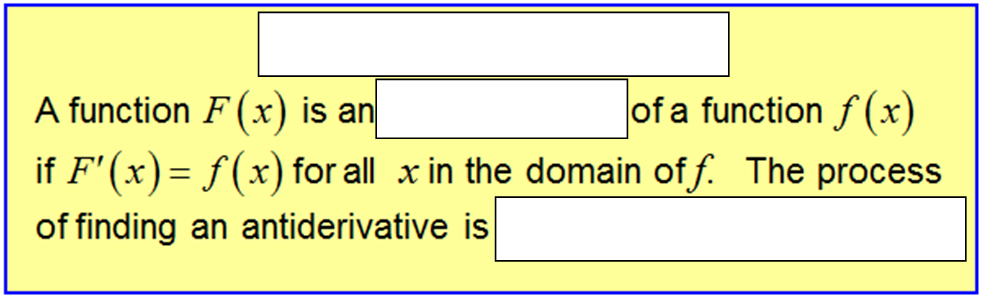 A function F(x) is an of a function f(x)
if F'(x) = f(x) for all x in the domain of f. The process
of finding an antiderivative is